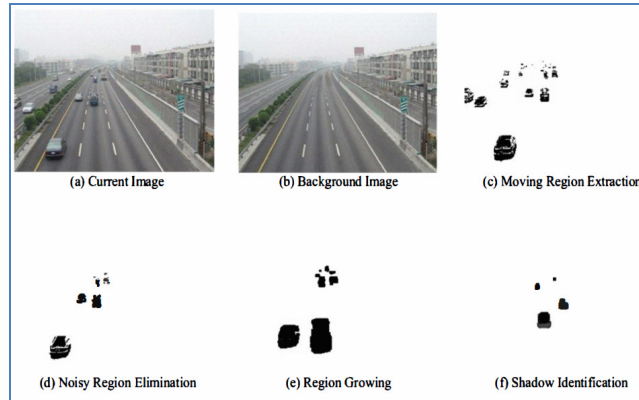 (a) Current Image
(b) Background Image
(c) Moving Region Extraction
(d) Noisy Region Elimination
(e) Region Growing
(f) Shadow Identification